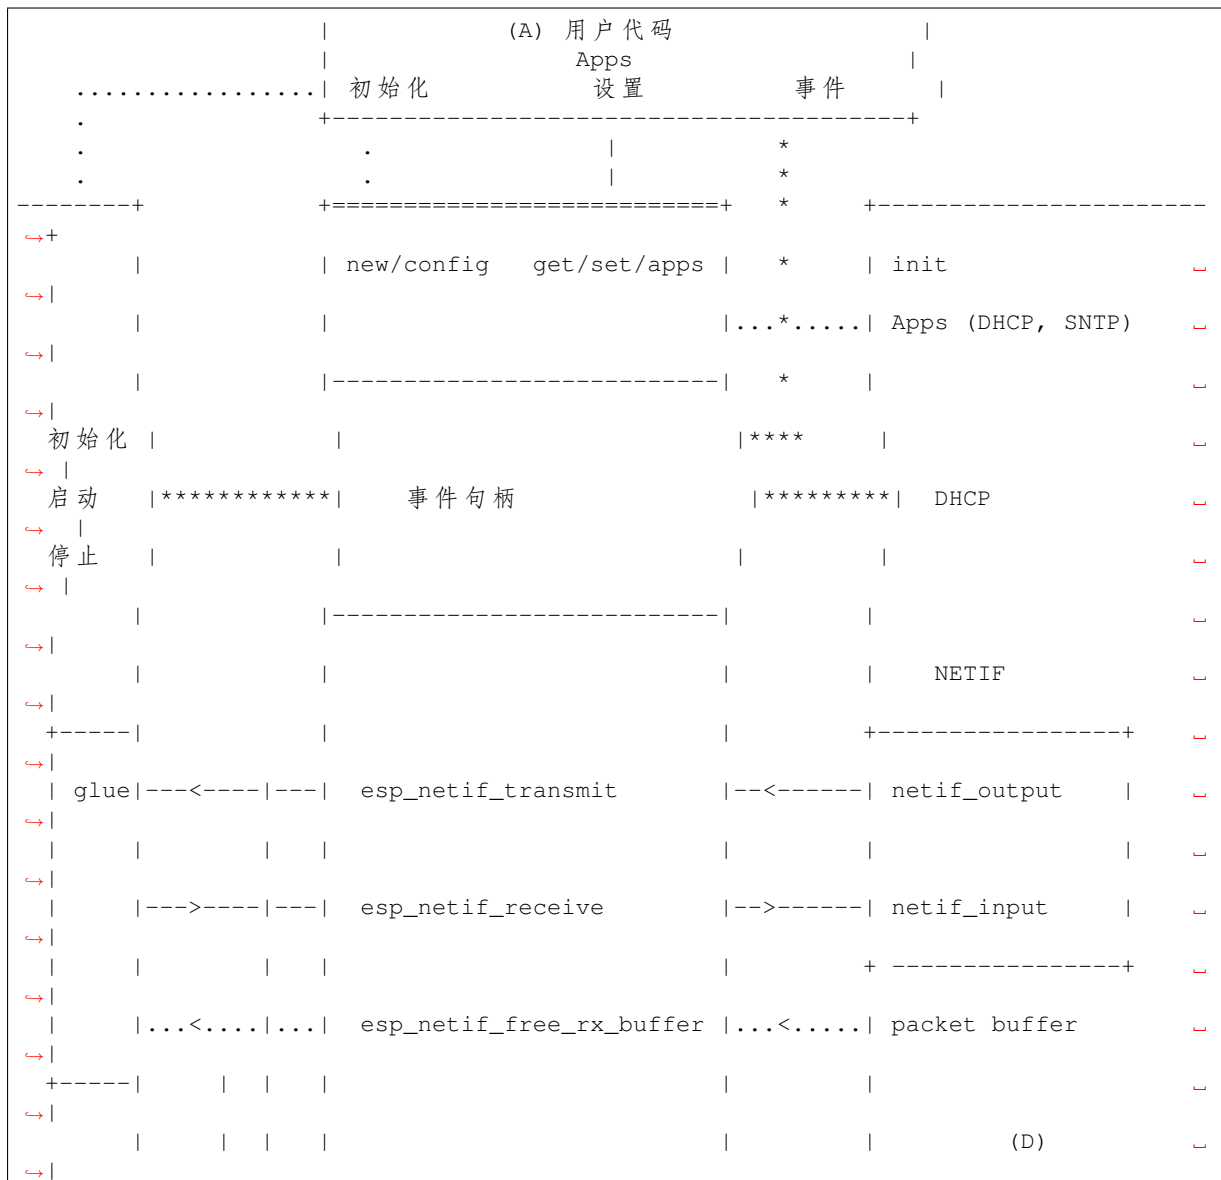 | (A) 用户代码 |
| Apps |
.................| 初始化 设置 事件 |
. +----------------------------------------+
. . | *
. . | *
--------+ +===========================+ * +-----------------------
↪+
| | new/config get/set/apps | * | init ␣
↪|
| | |...*.....| Apps (DHCP, SNTP) ␣
↪|
| |---------------------------| * | ␣
↪|
初始化 | | |**** | ␣
↪ |
启动 |************| 事件句柄 |*********| DHCP ␣
↪ |
停止 | | | | ␣
↪ |
| |---------------------------| | ␣
↪|
| | | | NETIF ␣
↪|
+-----| | | +-----------------+ ␣
↪|
| glue|---<----|---| esp_netif_transmit |--<------| netif_output | ␣
↪|
| | | | | | | ␣
↪|
| |--->----|---| esp_netif_receive |-->------| netif_input | ␣
↪|
| | | | | + ----------------+ ␣
↪|
| |...<....|...| esp_netif_free_rx_buffer |...<.....| packet buffer ␣
↪|
+-----| | | | | | ␣
↪|
| | | | | | (D) ␣
↪|